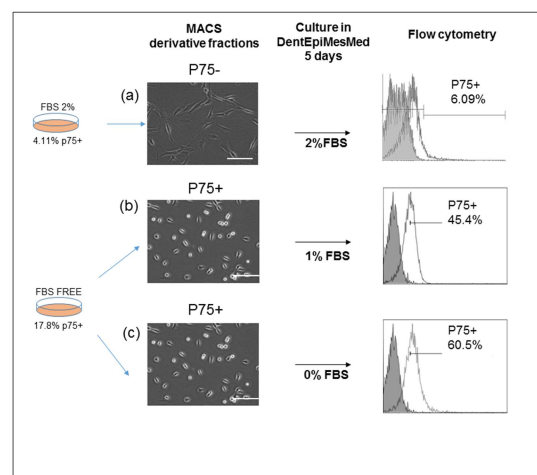 MACS
derivative fractions
Culture in
DentEpiMesMed
5 days
Flow cytometry
P75-
(a)
FBS 2%
4.11% p75+
2%FBS
P75+
6.09%
P75+
(b)
1% FBS
P75+
45.4%
FBS FREE
17.8% p75+
P75+
(c)
0% FBS
P75+
60.5%